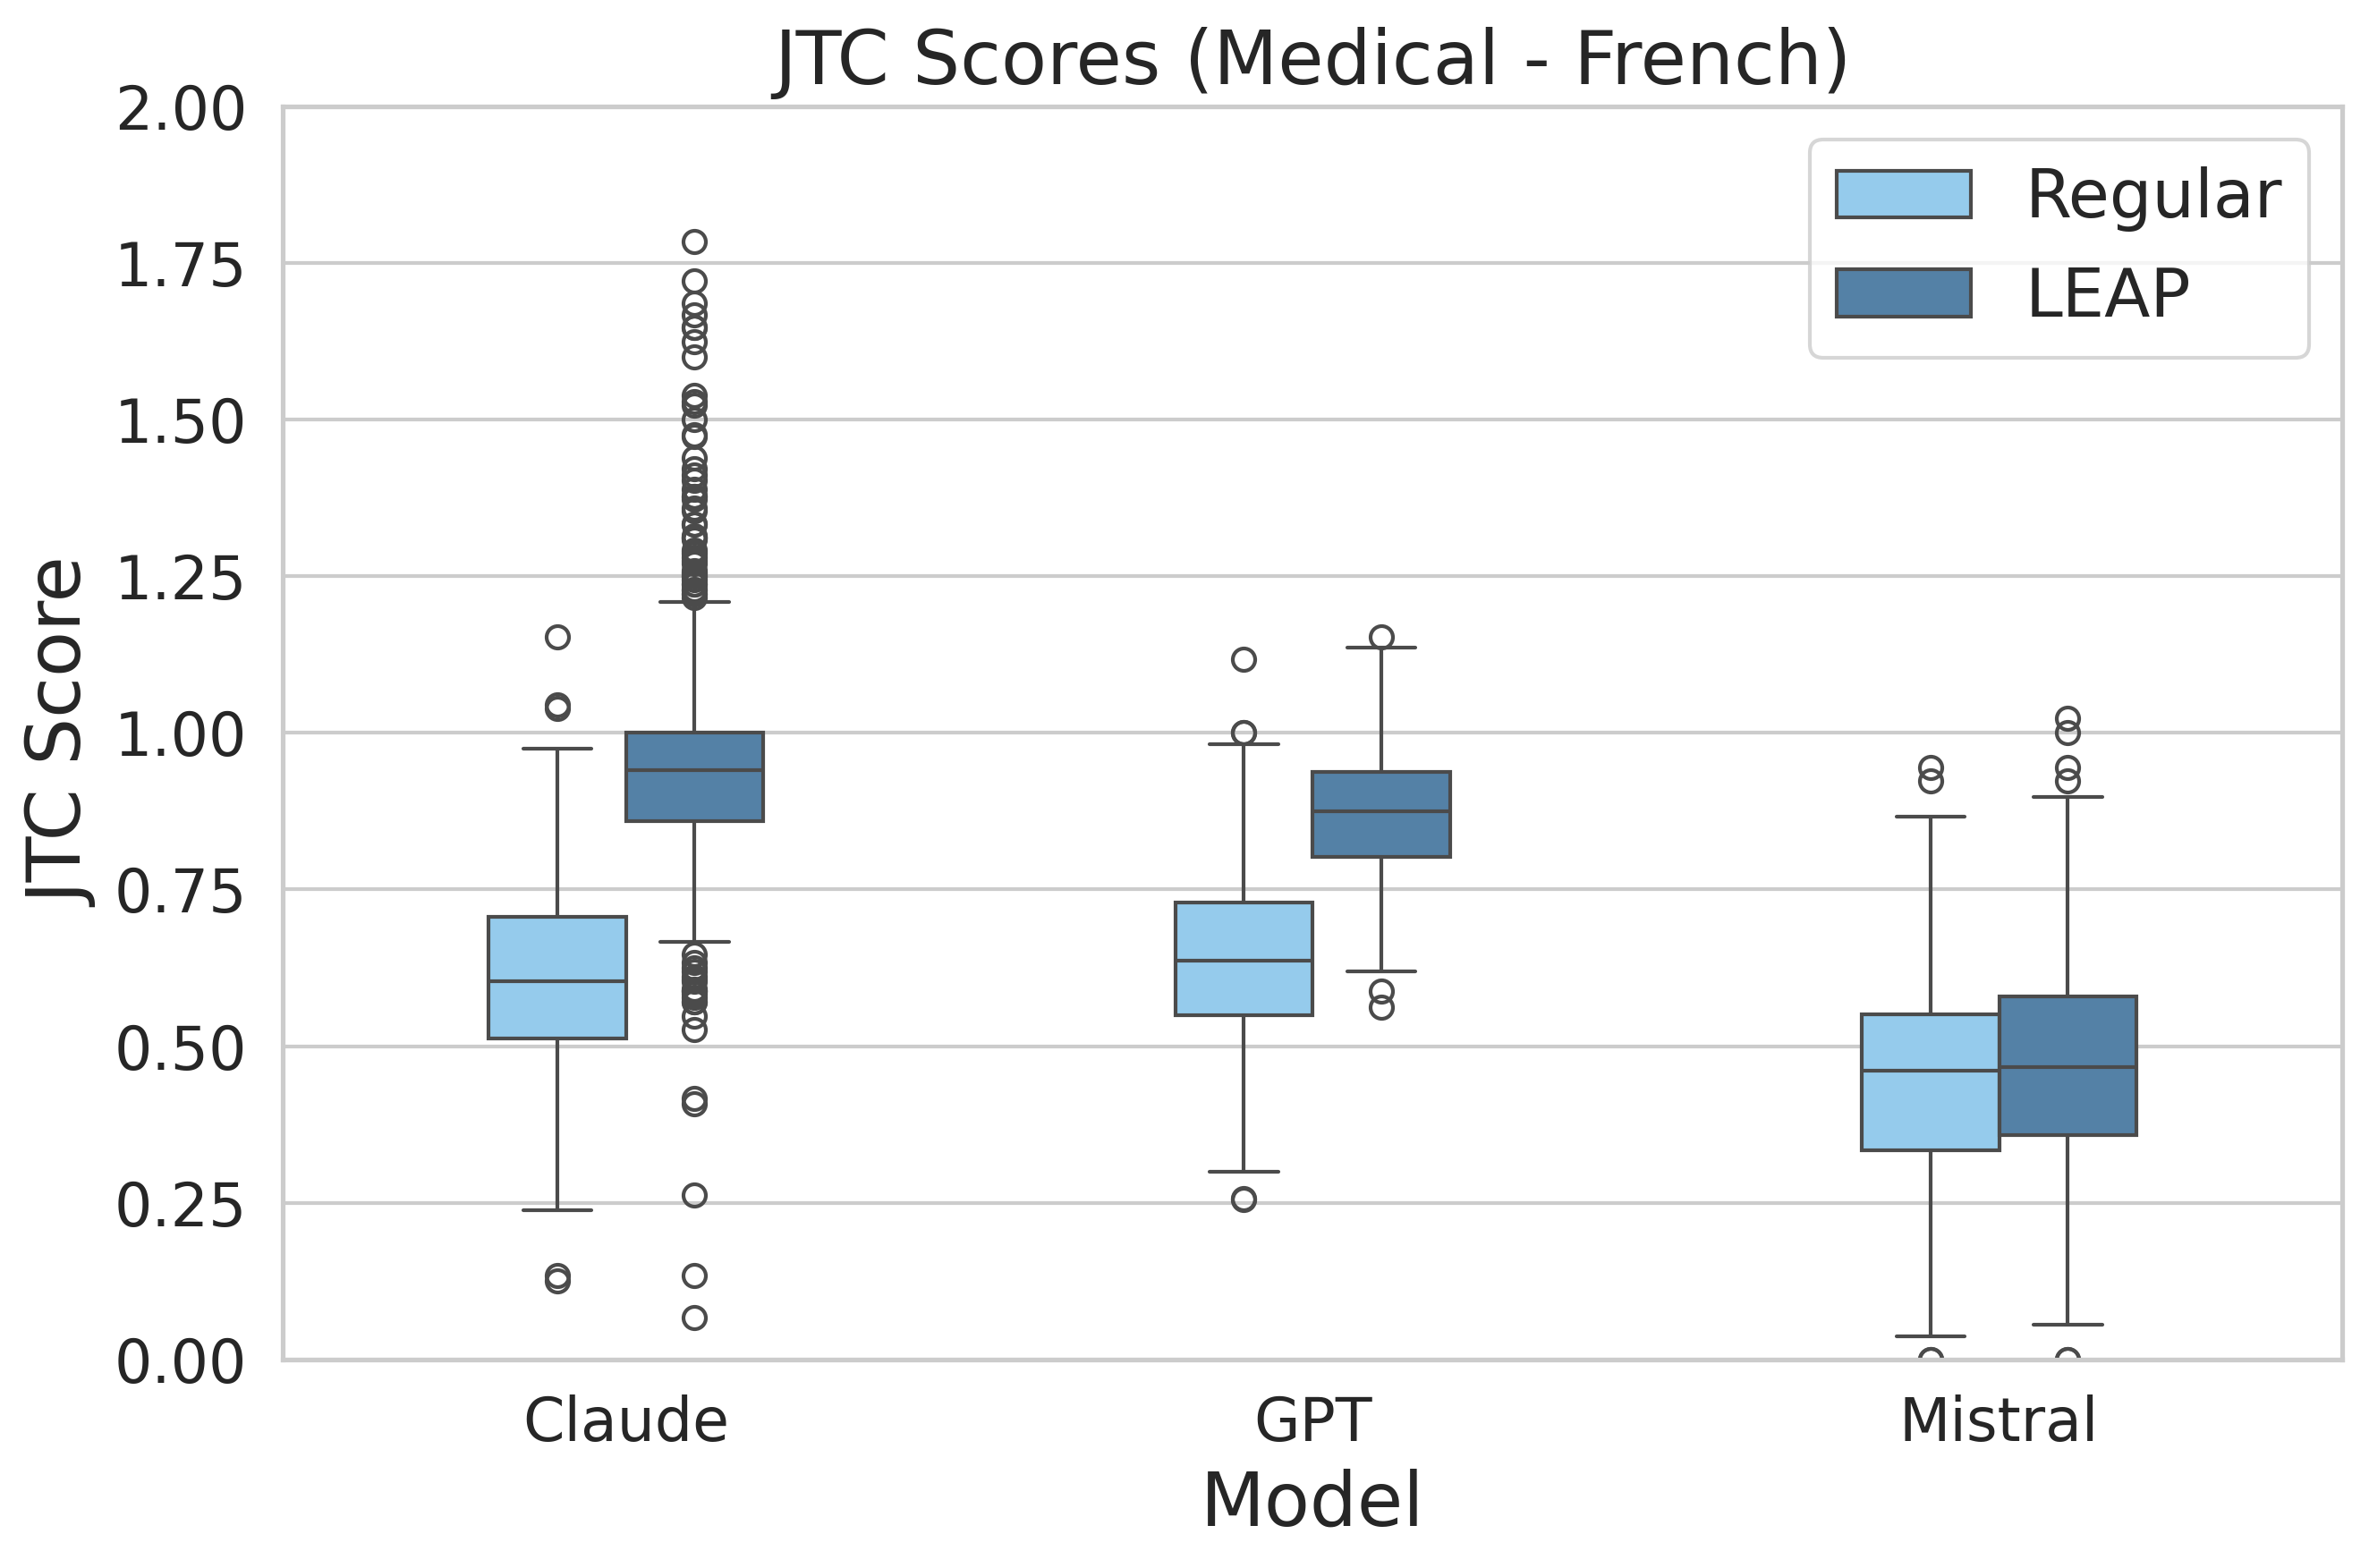 JTC Scores (Medical - French)
2.00
1.75
1.50
1.25
1.00
0.75
0.50
0.25
0.00
JTC Score
Regular
LEAP
Claude
GPT
Mistral
Model